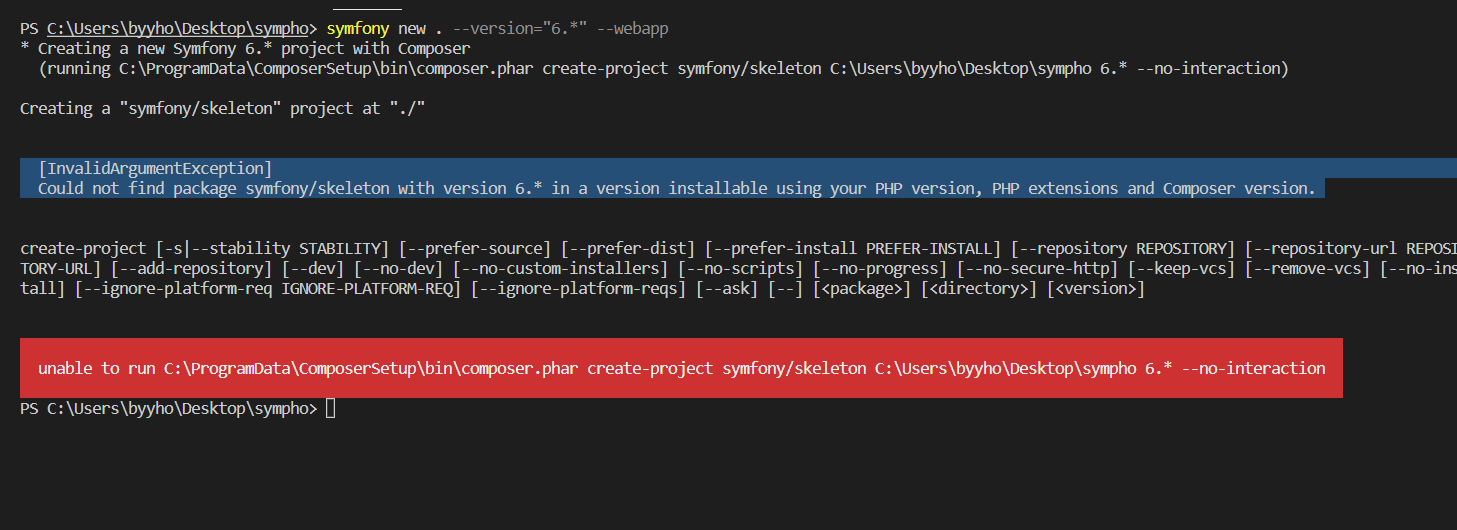 PS C:\Users\byyho\Desktop\sympho> symfony new . --version="6.*" --webapp
* Creating a new Symfony 6.* project with Composer
(running C:\ProgramData\ComposerSetup\bin\composer.phar create-project symfony/skeleton C:\Users\byyho\Desktop\sympho 6.* --no-interaction)
Creating a "symfony/skeleton" project at "./"
[InvalidArgumentException]
Could not find package symfony/skeleton with version 6.* in a version installable using your PHP version, PHP extensions and Composer version.
create-project [-s|--stability STABILITY] [--prefer-source] [--prefer-dist] [--prefer-install PREFER-INSTALL] [--repository REPOSITORY] [--repository-url REPOSI
TORY-URL] [--add-repository] [--dev] [--no-dev] [--no-custom-installers] [--no-scripts] [--no-progress] [--no-secure-http] [--keep-vcs] [--remove-vcs] [--no-ins
tall] [--ignore-platform-req IGNORE-PLATFORM-REQ] [--ignore-platform-reqs] [--ask] [--] [<package>] [<directory>] [<version>]
unable to run C:\ProgramData\ComposerSetup\bin\composer.phar create-project symfony/skeleton C:\Users\byyho\Desktop\sympho 6.* --no-interaction
PS C:\Users\byyho\Desktop\sympho>